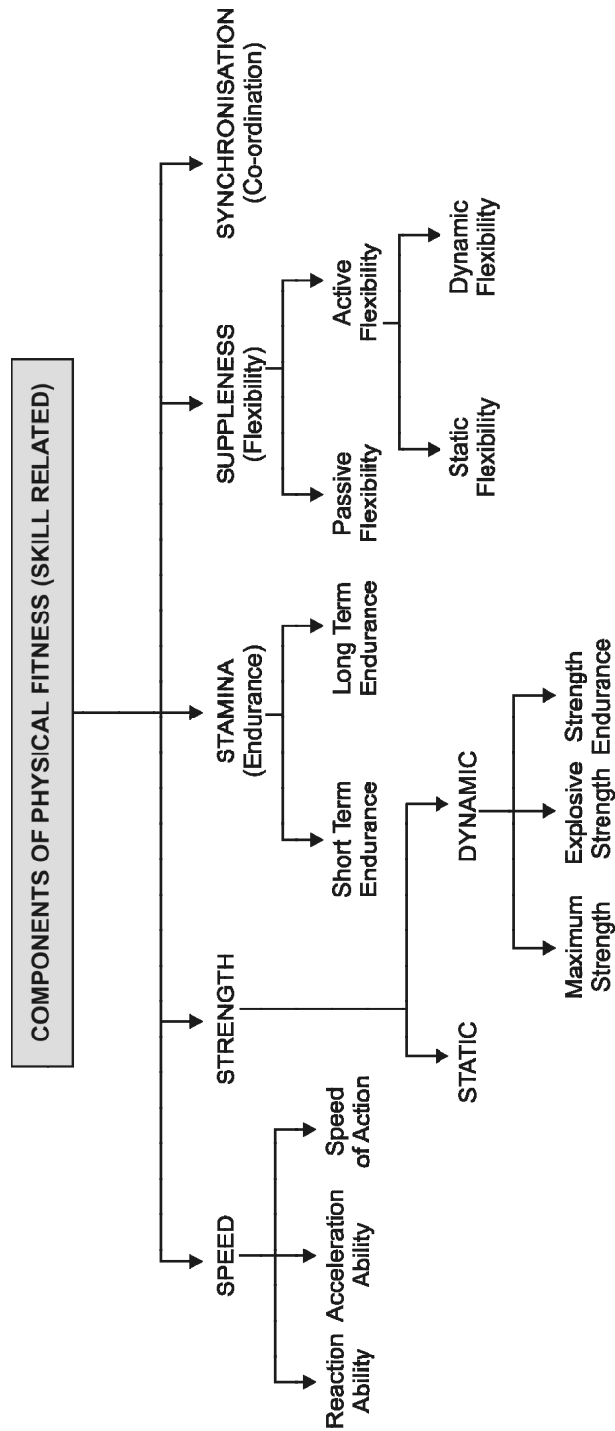 COMPONENTS OF PHYSICAL FITNESS (SKILL RELATED)
SPEED
STRENGTH
STAMINA
(Endurance)
SUPPLENESS
(Flexibility)
SYNCHRONISATION
(Co-ordination)
Reaction
Ability
Acceleration
Ability
Speed
of Action
Short Term
Endurance
Long Term
Endurance
Passive
Flexibility
Active
Flexibility
STATIC
DYNAMIC
Static
Flexibility
Dynamic
Flexibility
Maximum
Strength
Explosive
Strength
Strength
Endurance